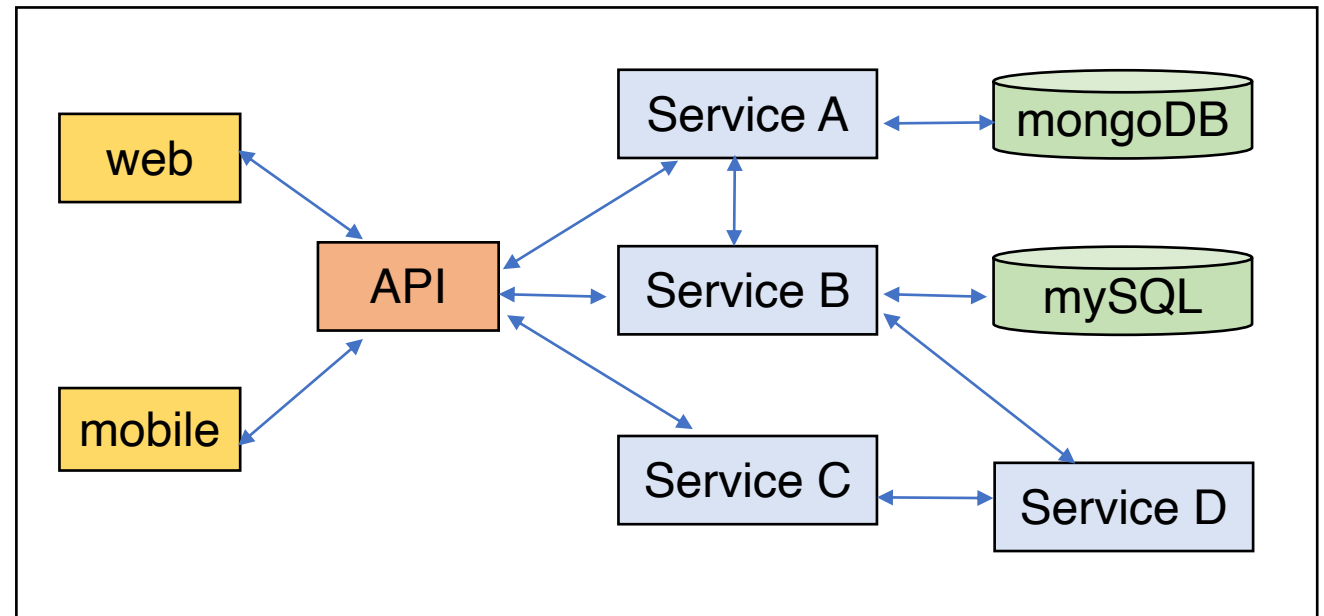 web
mobile
API
Service A
Service B
Service C
Service D
mongoDB
mySQL